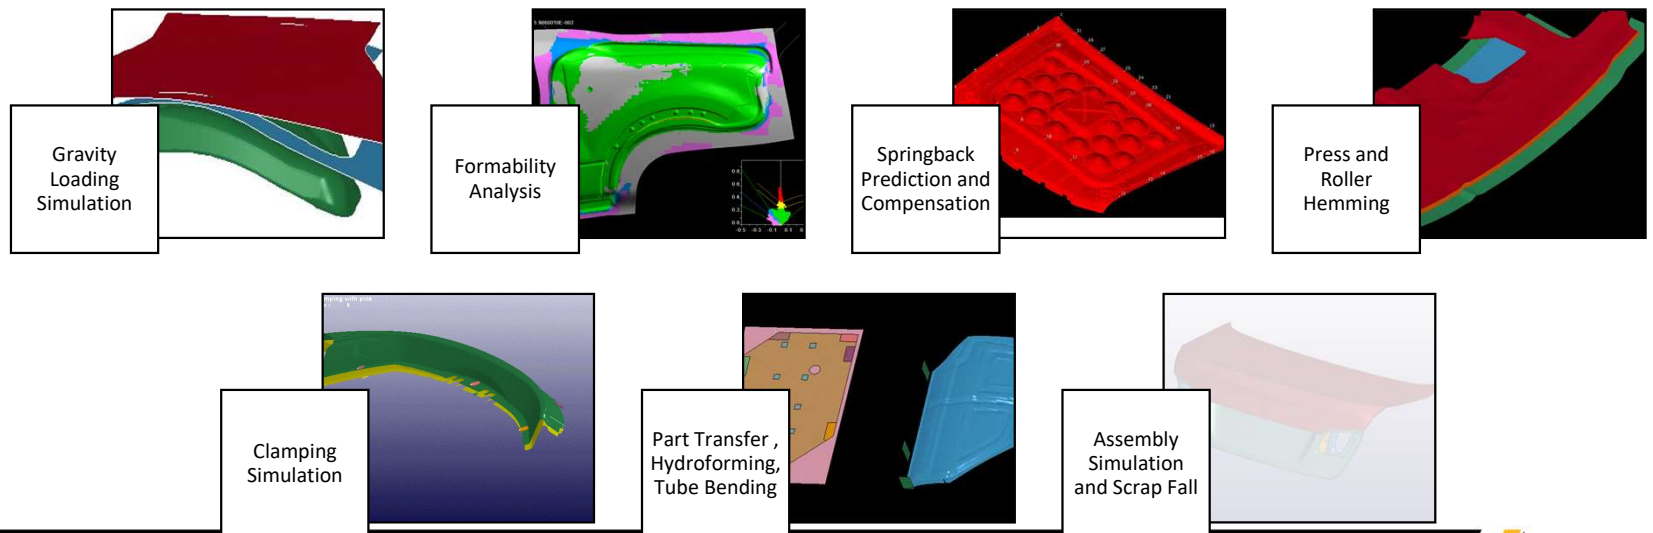 Gravity
Loading
Simulation
Formability
Analysis
Springback
Prediction and
Compensation
Press and
Roller
Hemming
Clamping
Simulation
Part Transfer ,
Hydroforming,
Tube Bending
Assembly
Simulation
and Scrap Fall